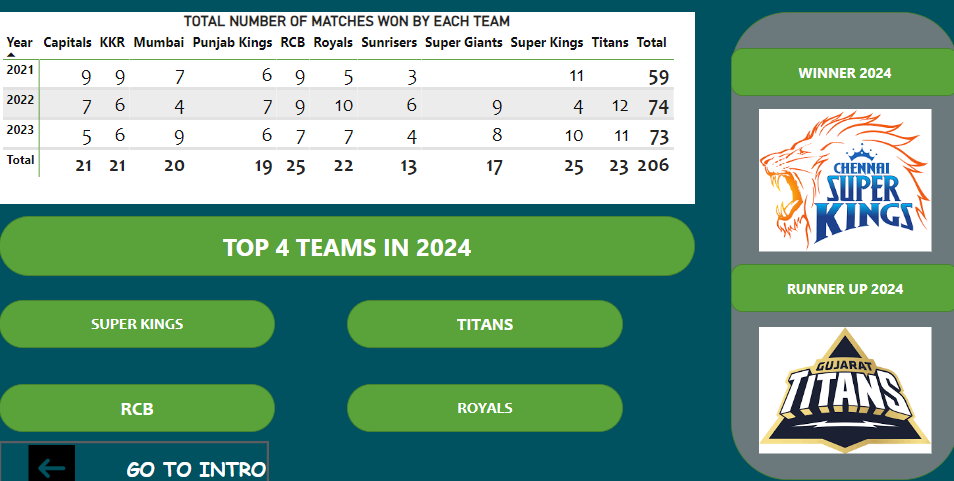 TOTAL NUMBER OF MATCHES WON BY EACH TEAM
Year Capitals KKR Mumbai Punjab Kings RCB Royals Sunrisers Super Giants Super Kings Titans Total
2021 9 9 7 6 9 5 3 11 59
2022 7 6 4 7 9 10 6 9 4 12 74
2023 5 6 9 6 7 7 4 8 10 11 73
Total 21 21 20 19 25 22 13 17 25 23 206
TOP 4 TEAMS IN 2024
SUPER KINGS
TITANS
RCB
ROYALS
GO TO INTRO
WINNER 2024
CHENNAI
SUPER
KINGS
RUNNER UP 2024
GUJARAT
TITANS